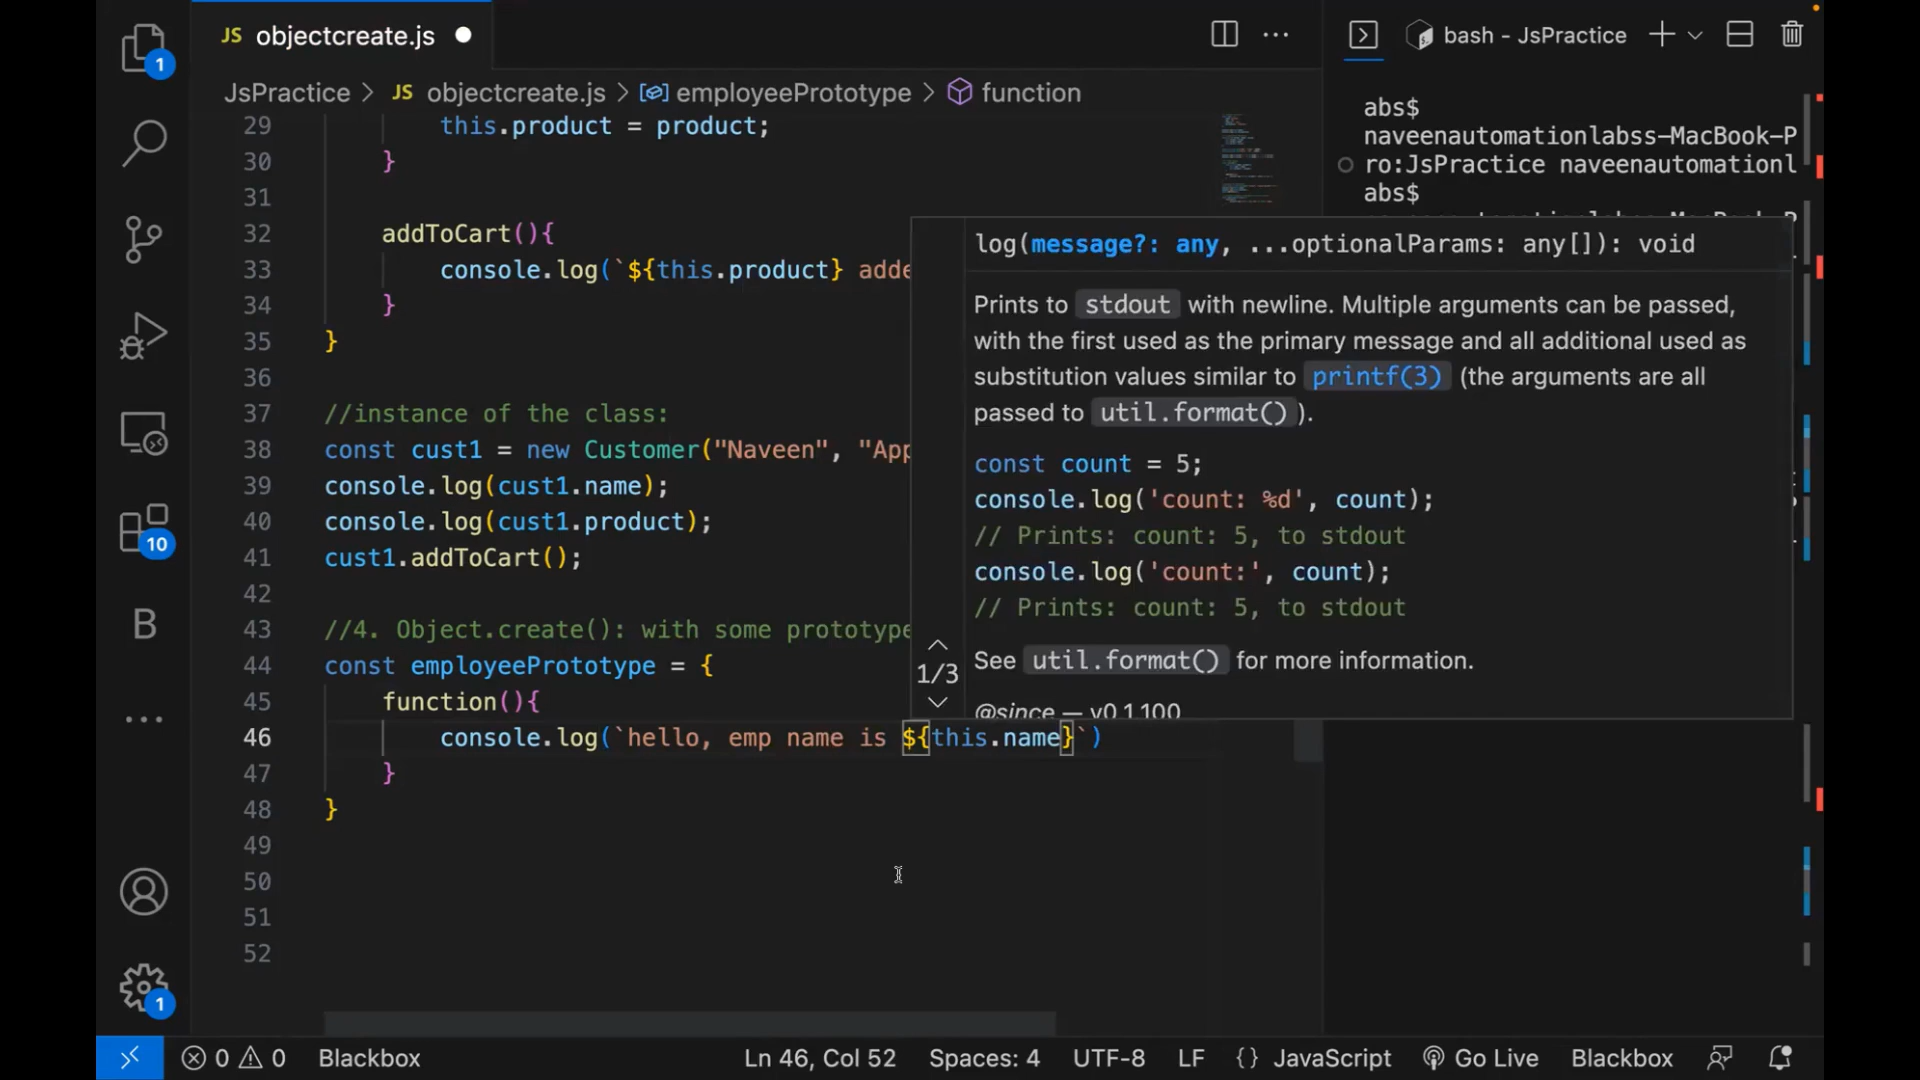 JS objectcreate.js
bash - JsPractice
1
JsPractice > JS objectcreate.js > employeePrototype > function
29 this.product = product;
30 }
31
32 addToCart(){
33 console.log(`${this.product} adde
34 }
35 }
36
37 //instance of the class:
38 const cust1 = new Customer("Naveen", "App
39 console.log(cust1.name);
40 console.log(cust1.product);
41 cust1.addToCart();
42
43 //4. Object.create(): with some prototype
44 const employeePrototype = {
45 function(){
46 console.log(`hello, emp name is ${this.name}`)
47 }
48 }
49
50
51
52
10
B
1
abs$
naveenautomationlabss-MacBook-P
ro:JsPractice naveenautomationl
abs$
log(message?: any, ...optionalParams: any[]): void
Prints to stdout with newline. Multiple arguments can be passed,
with the first used as the primary message and all additional used as
substitution values similar to printf(3) (the arguments are all
passed to util.format() ).
const count = 5;
console.log('count: %d', count);
// Prints: count: 5, to stdout
console.log('count:', count);
// Prints: count: 5, to stdout
1/3
See util.format() for more information.
@since — v0.1.100
0 0 Blackbox Ln 46, Col 52 Spaces: 4 UTF-8 LF {} JavaScript Go Live Blackbox